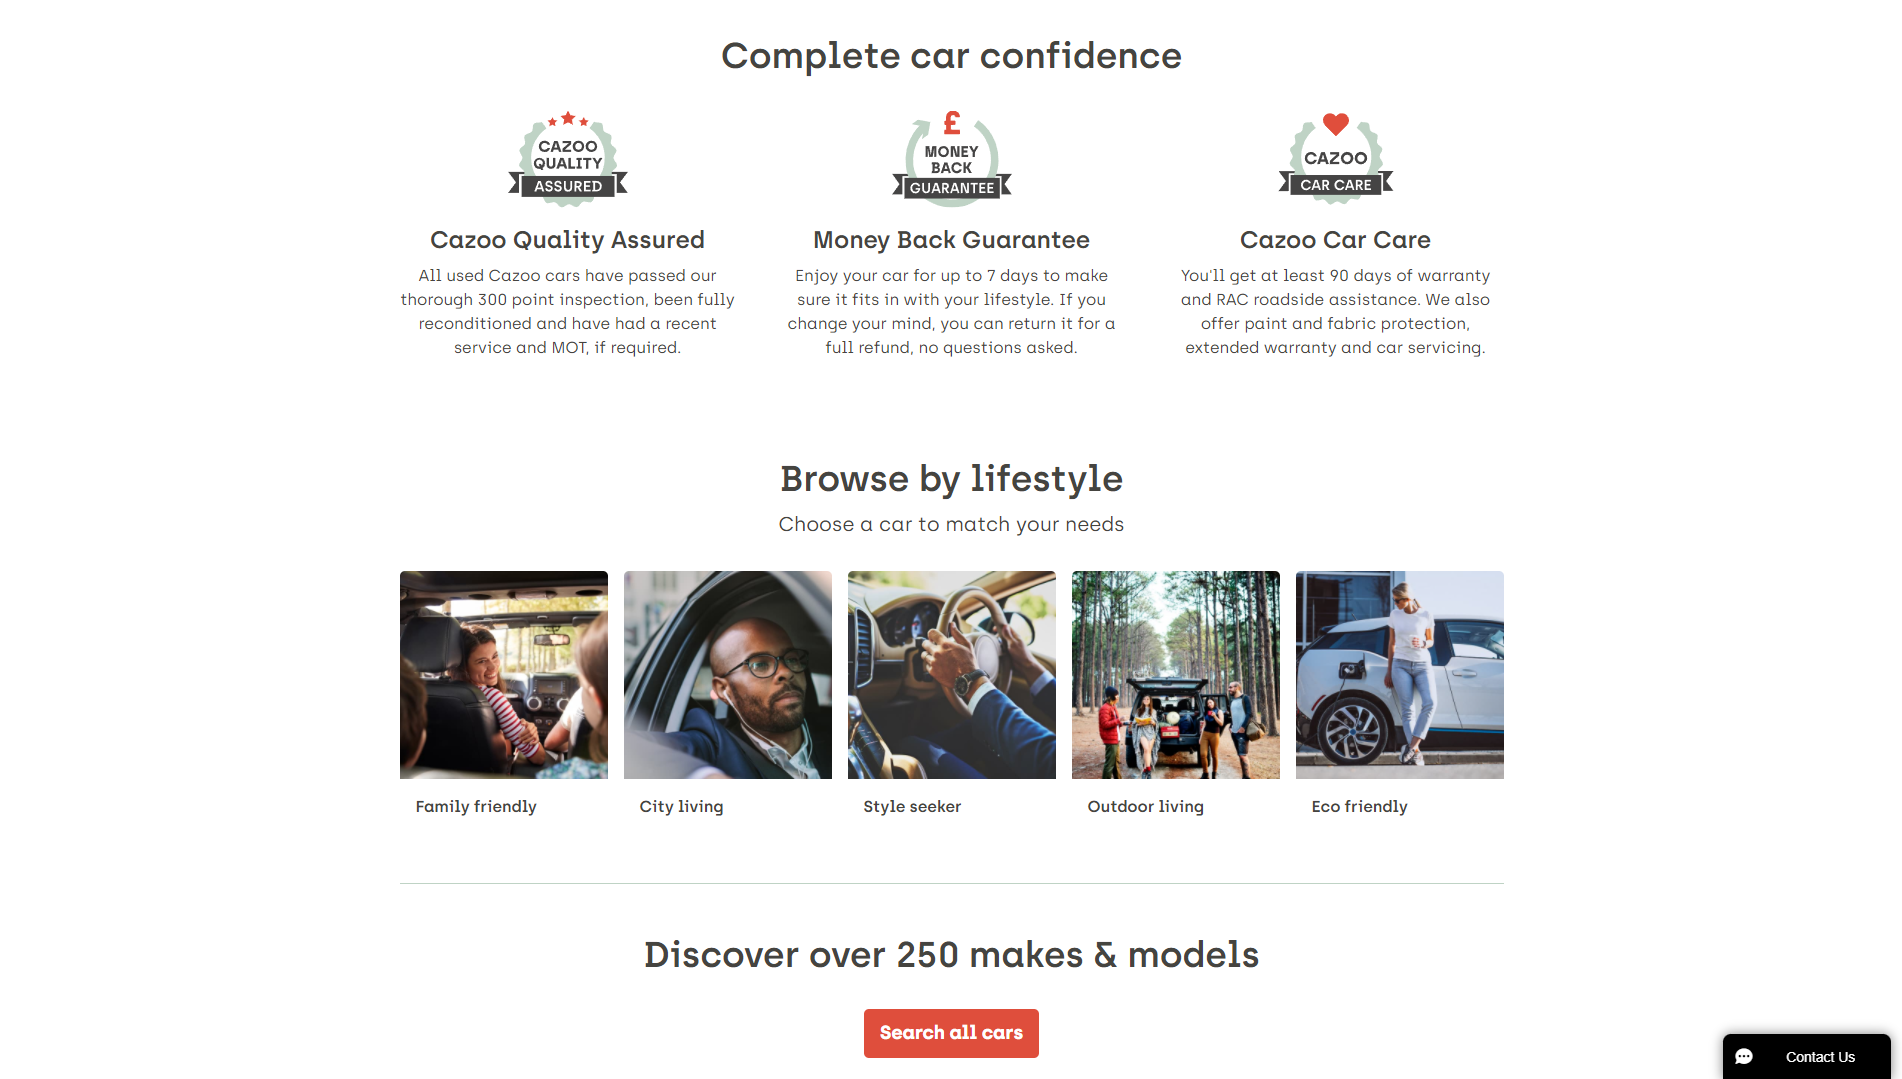 Complete car confidence
CAZOO
QUALITY
ASSURED
£
MONEY
BACK
GUARANTEE
CAZOO
CAR CARE
Cazoo Quality Assured
All used Cazoo cars have passed our
thorough 300 point inspection, been fully
reconditioned and have had a recent
service and MOT, if required.
Money Back Guarantee
Enjoy your car for up to 7 days to make
sure it fits in with your lifestyle. If you
change your mind, you can return it for a
full refund, no questions asked.
Cazoo Car Care
You'll get at least 90 days of warranty
and RAC roadside assistance. We also
offer paint and fabric protection,
extended warranty and car servicing.
Browse by lifestyle
Choose a car to match your needs
Family friendly
City living
Style seeker
Outdoor living
Eco friendly
Discover over 250 makes & models
Search all cars
Contact Us